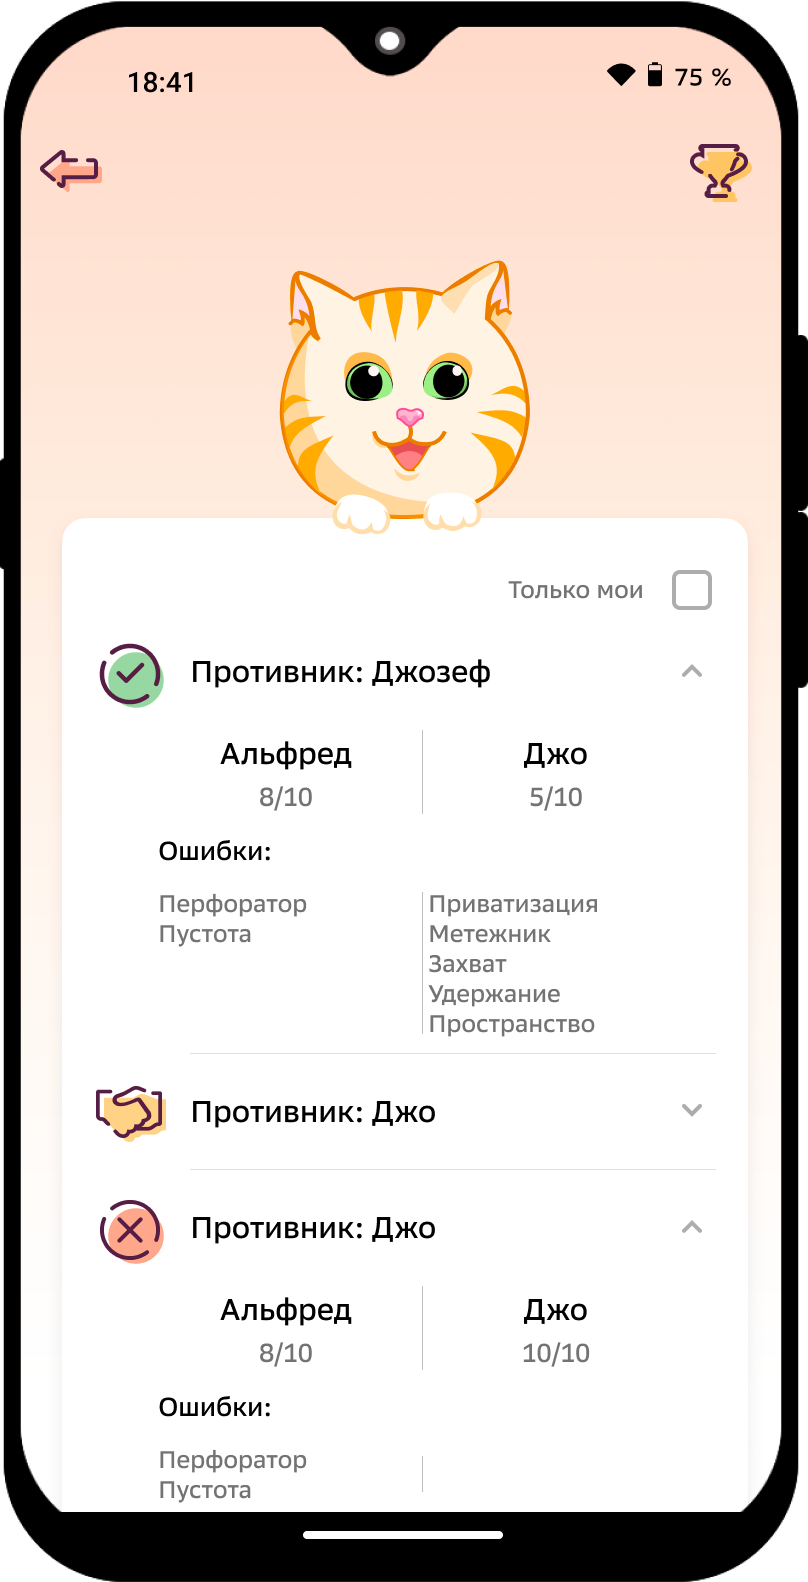 18:41
75 %
Только мои
Противник: Джозеф
Альфред
Джо
8/10
5/10
Ошибки:
Перфоратор
Пустота
Приватизация
Метежник
Захват
Удержание
Пространство
Противник: Джо
Противник: Джо
Альфред
Джо
8/10
10/10
Ошибки:
Перфоратор
Пустота